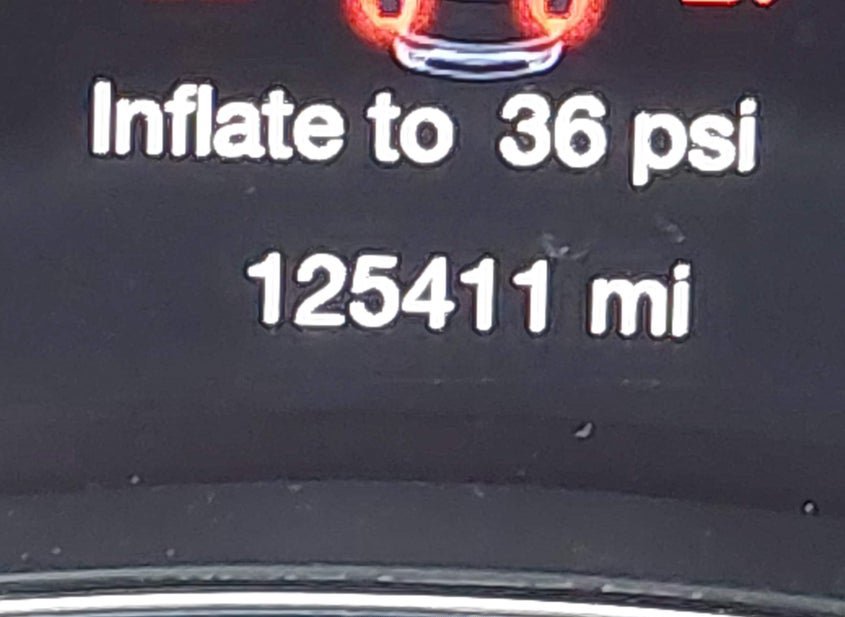 Inflate to 36 psi
125411 mi